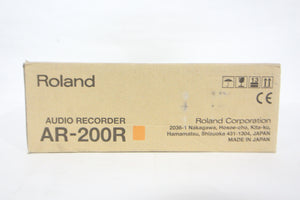 Roland
AUDIO RECORDER
AR-200R
Roland Corporation
2036-1 Nakagawa, Hosoe-cho, Kita-ku,
Hamamatsu, Shizuoka 431-1304, JAPAN
MADE IN JAPAN
CE